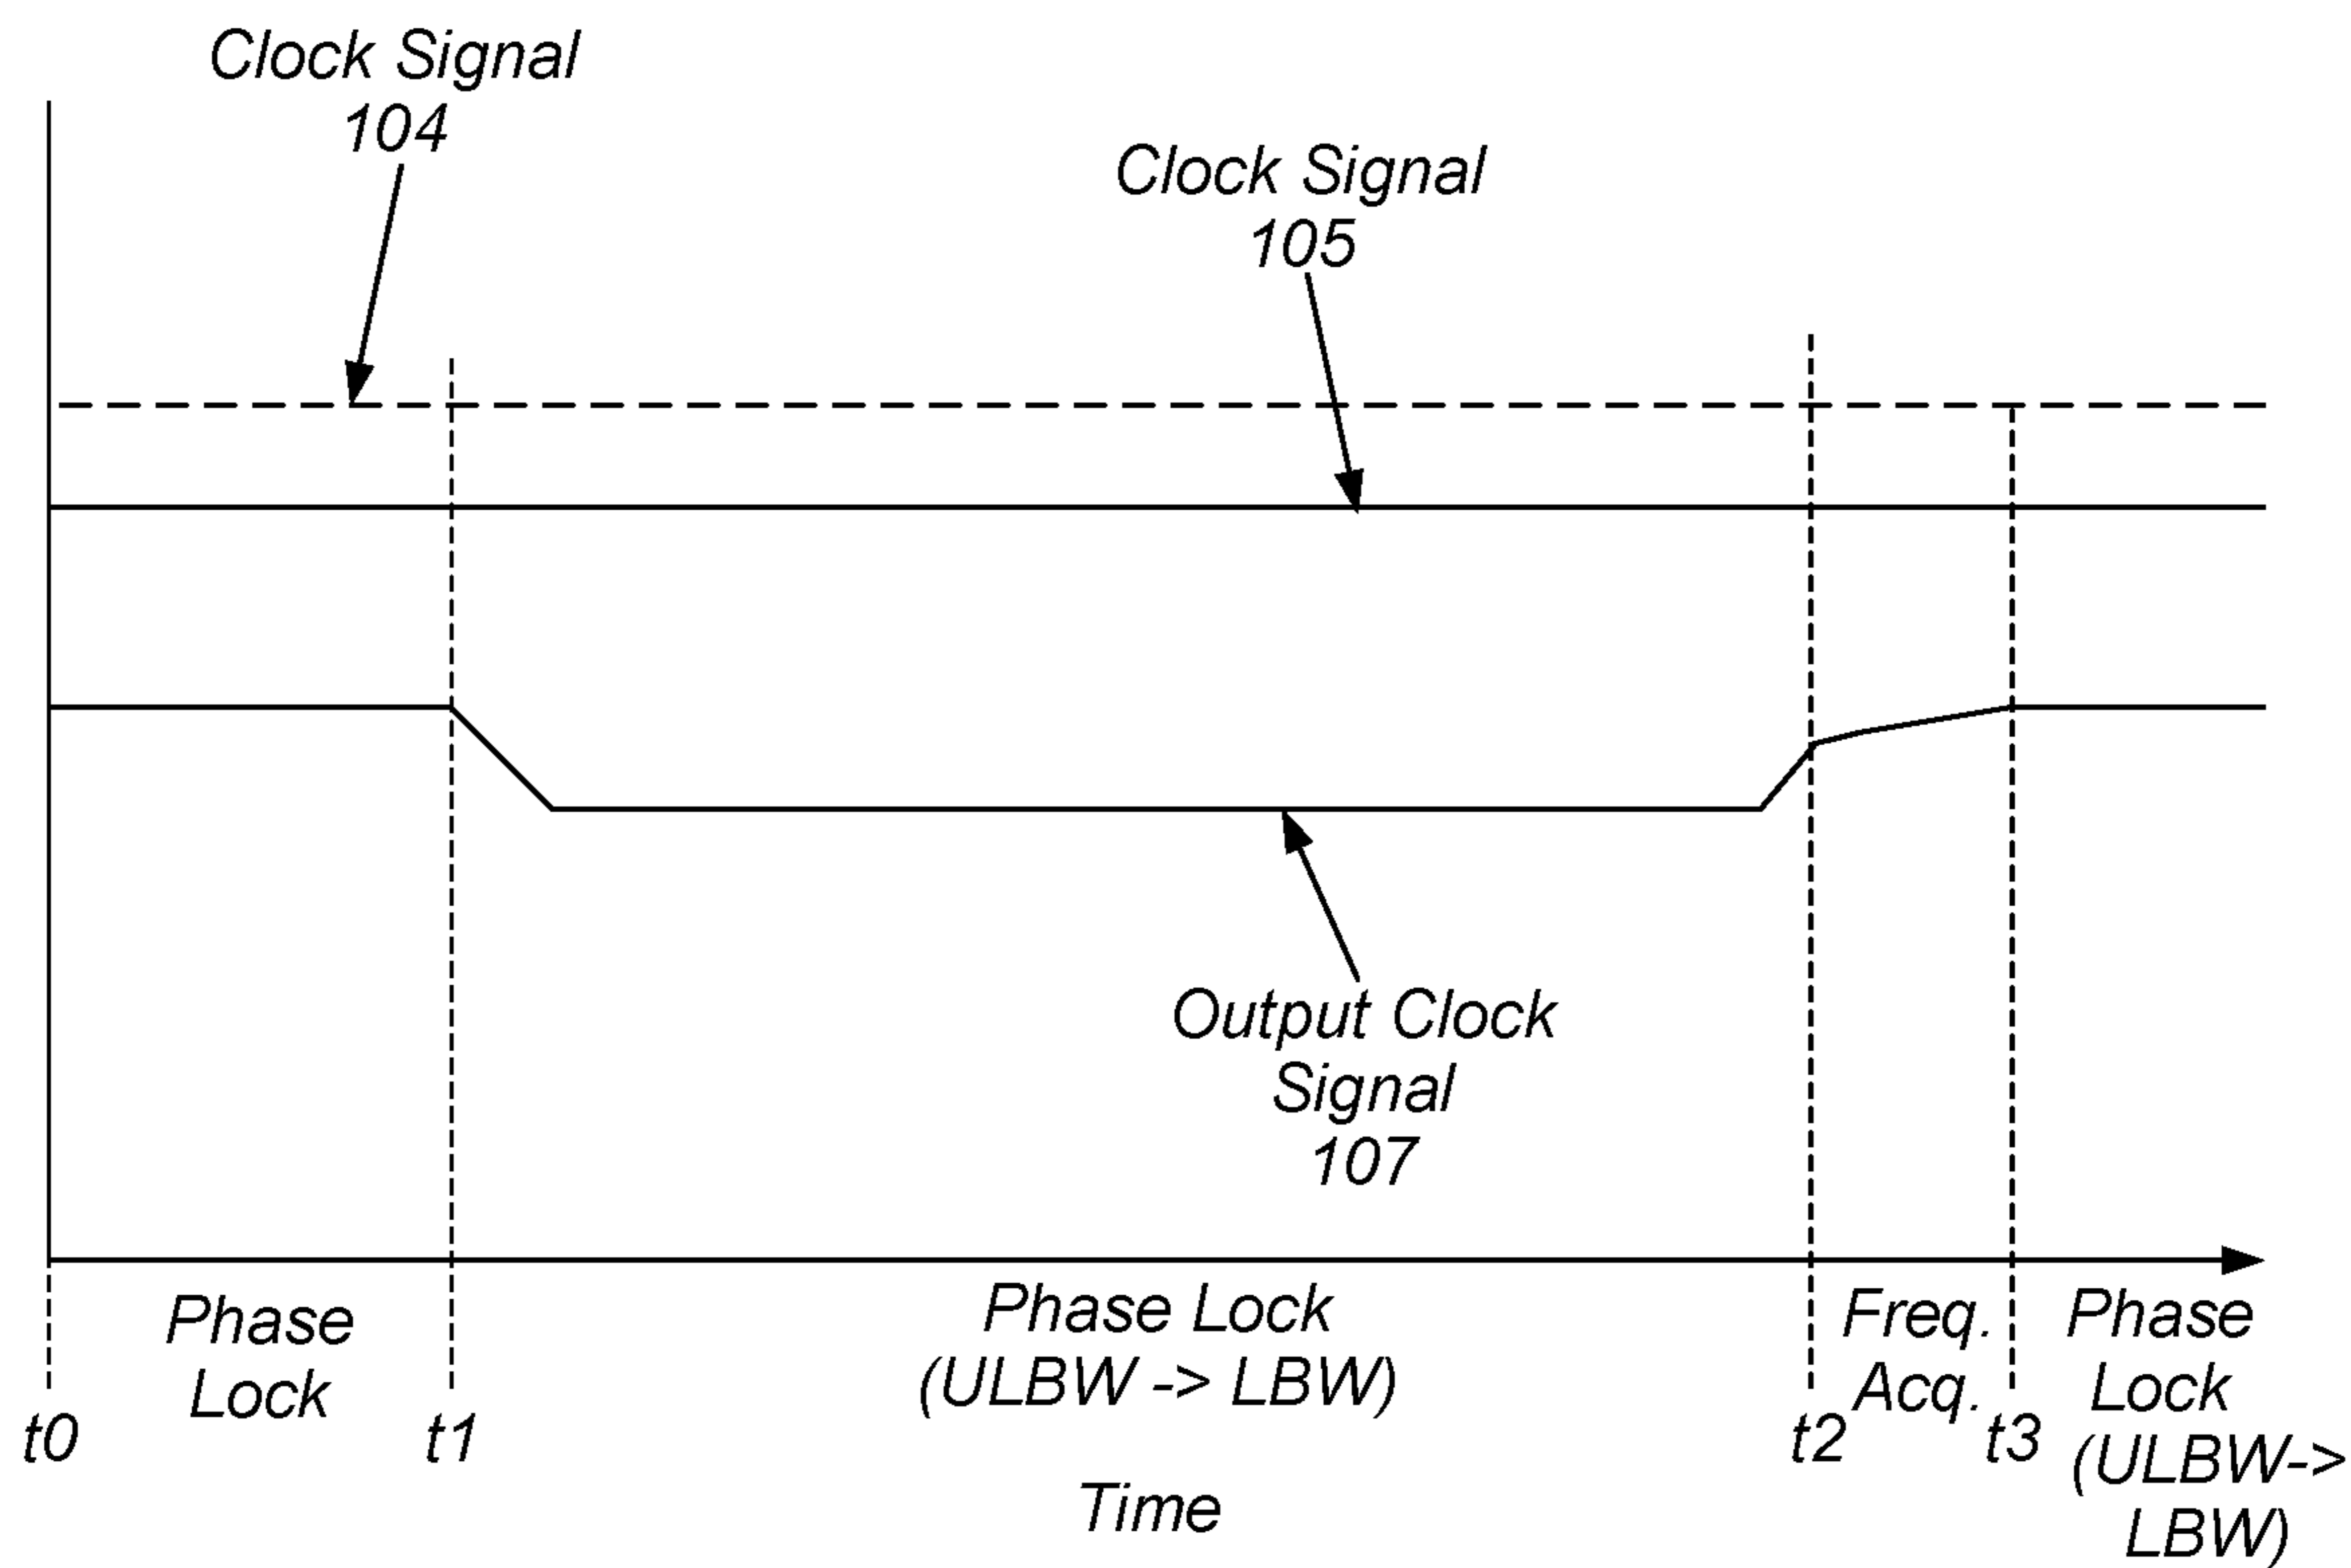 Clock Signal
104
Clock Signal
105
Output Clock
Signal
107
Phase
Lock
Phase Lock
(ULBW -> LBW)
Freq.
Acq.
Phase
Lock
(ULBW->
LBW)
t0
t1
t2
t3
Time